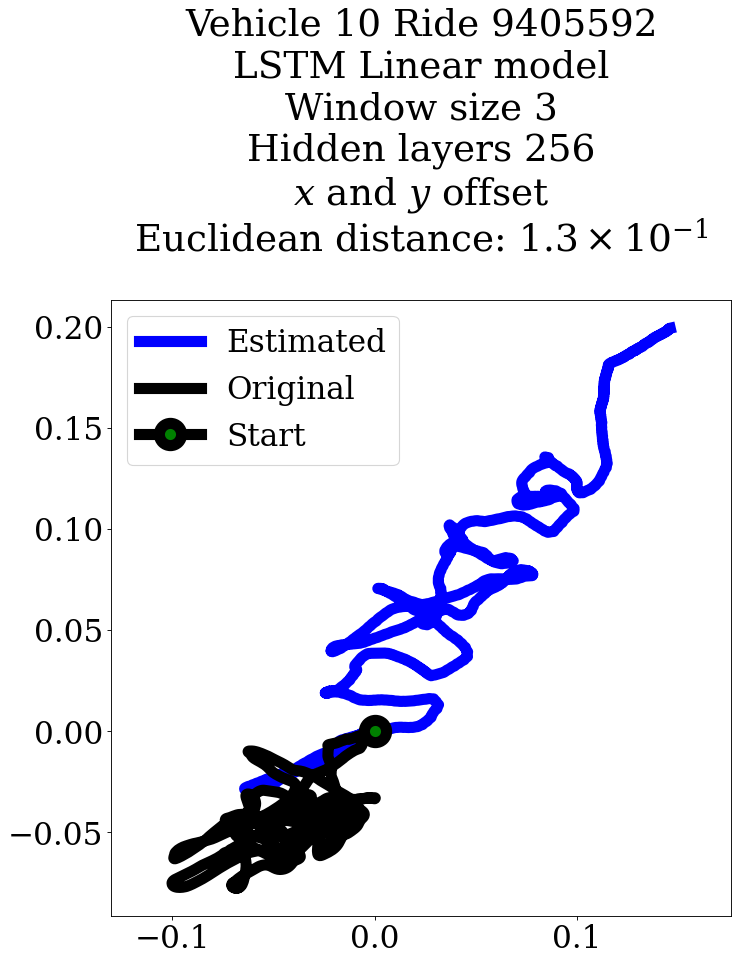 Vehicle 10 Ride 9405592
LSTM Linear model
Window size 3
Hidden layers 256
x and y offset
Euclidean distance: 1.3 × 10⁻¹
Estimated
Original
Start
0.20
0.15
0.10
0.05
0.00
−0.05
−0.1
0.0
0.1